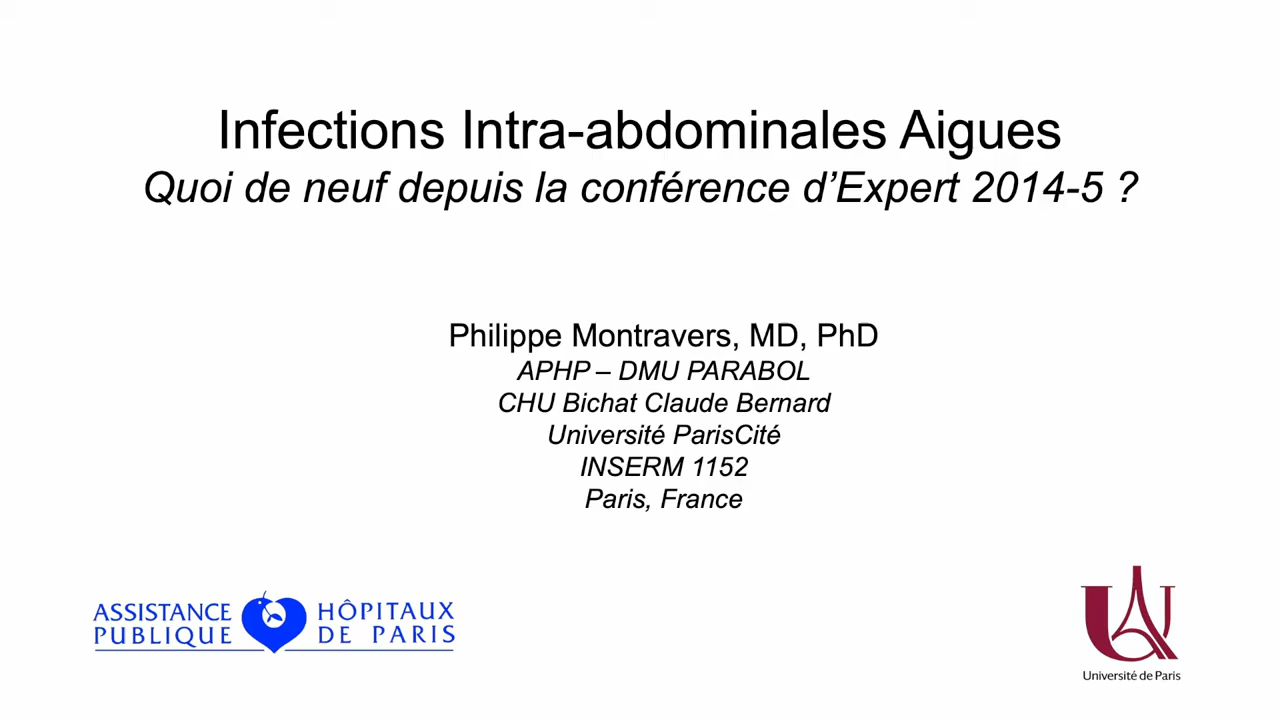 Infections Intra-abdominales Aigues
Quoi de neuf depuis la conférence d’Expert 2014-5 ?
Philippe Montravers, MD, PhD
APHP – DMU PARABOL
CHU Bichat Claude Bernard
Université ParisCité
INSERM 1152
Paris, France
ASSISTANCE PUBLIQUE
HÔPITAUX DE PARIS
Université de Paris